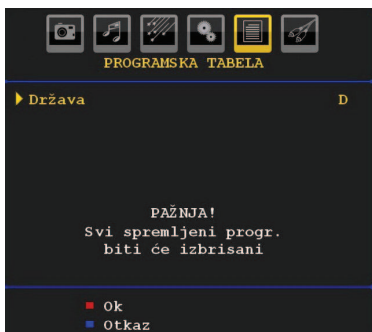 PROGRAMSKA TABELA
Država D
PAŽNJA!
Svi spremljeni progr.
biti će izbrisani
Ok
Otkaz